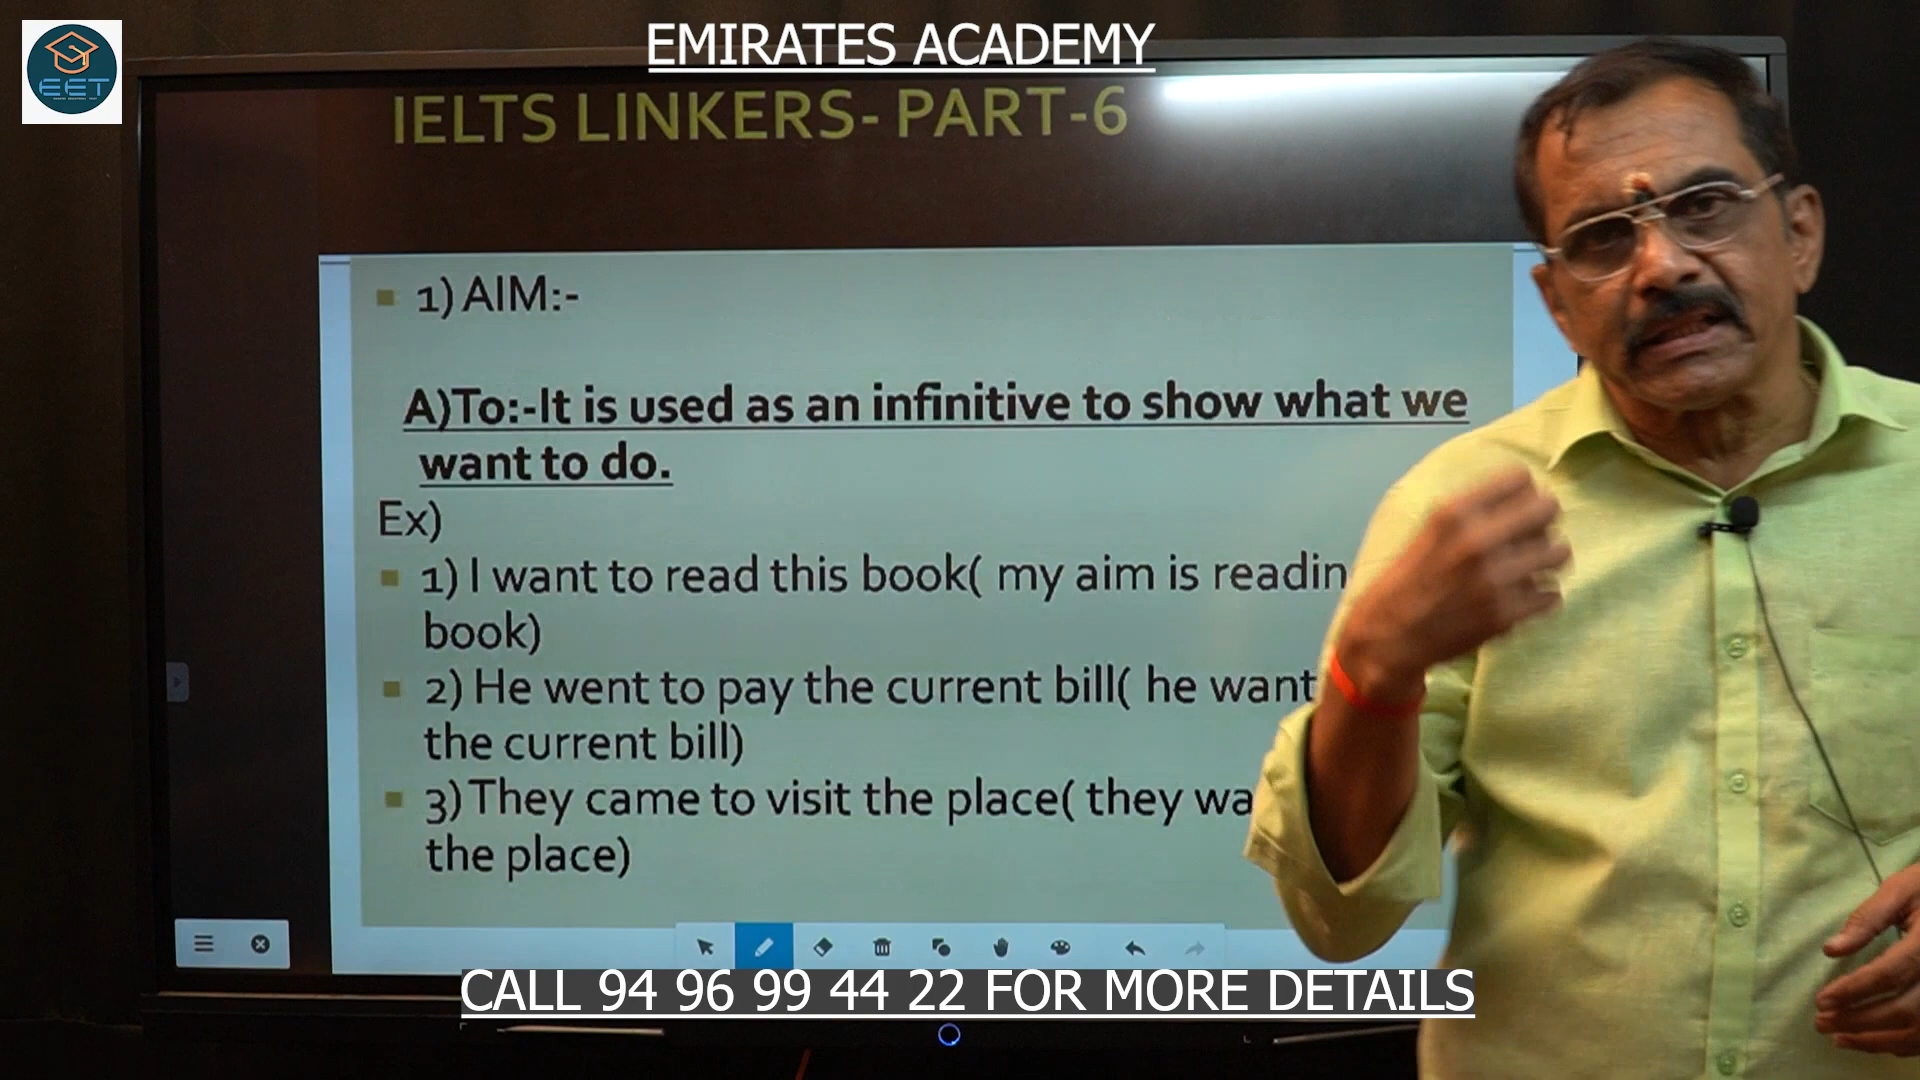 EMIRATES ACADEMY
EET
IELTS LINKERS- PART-6
1) AIM:-
A)To:-It is used as an infinitive to show what we
want to do.
Ex)
1) I want to read this book( my aim is
book)
2) He went to pay the current bill( he
the current bill)
3) They came to visit the place( they
the place)
CALL 94 96 99 44 22 FOR MORE DETAILS